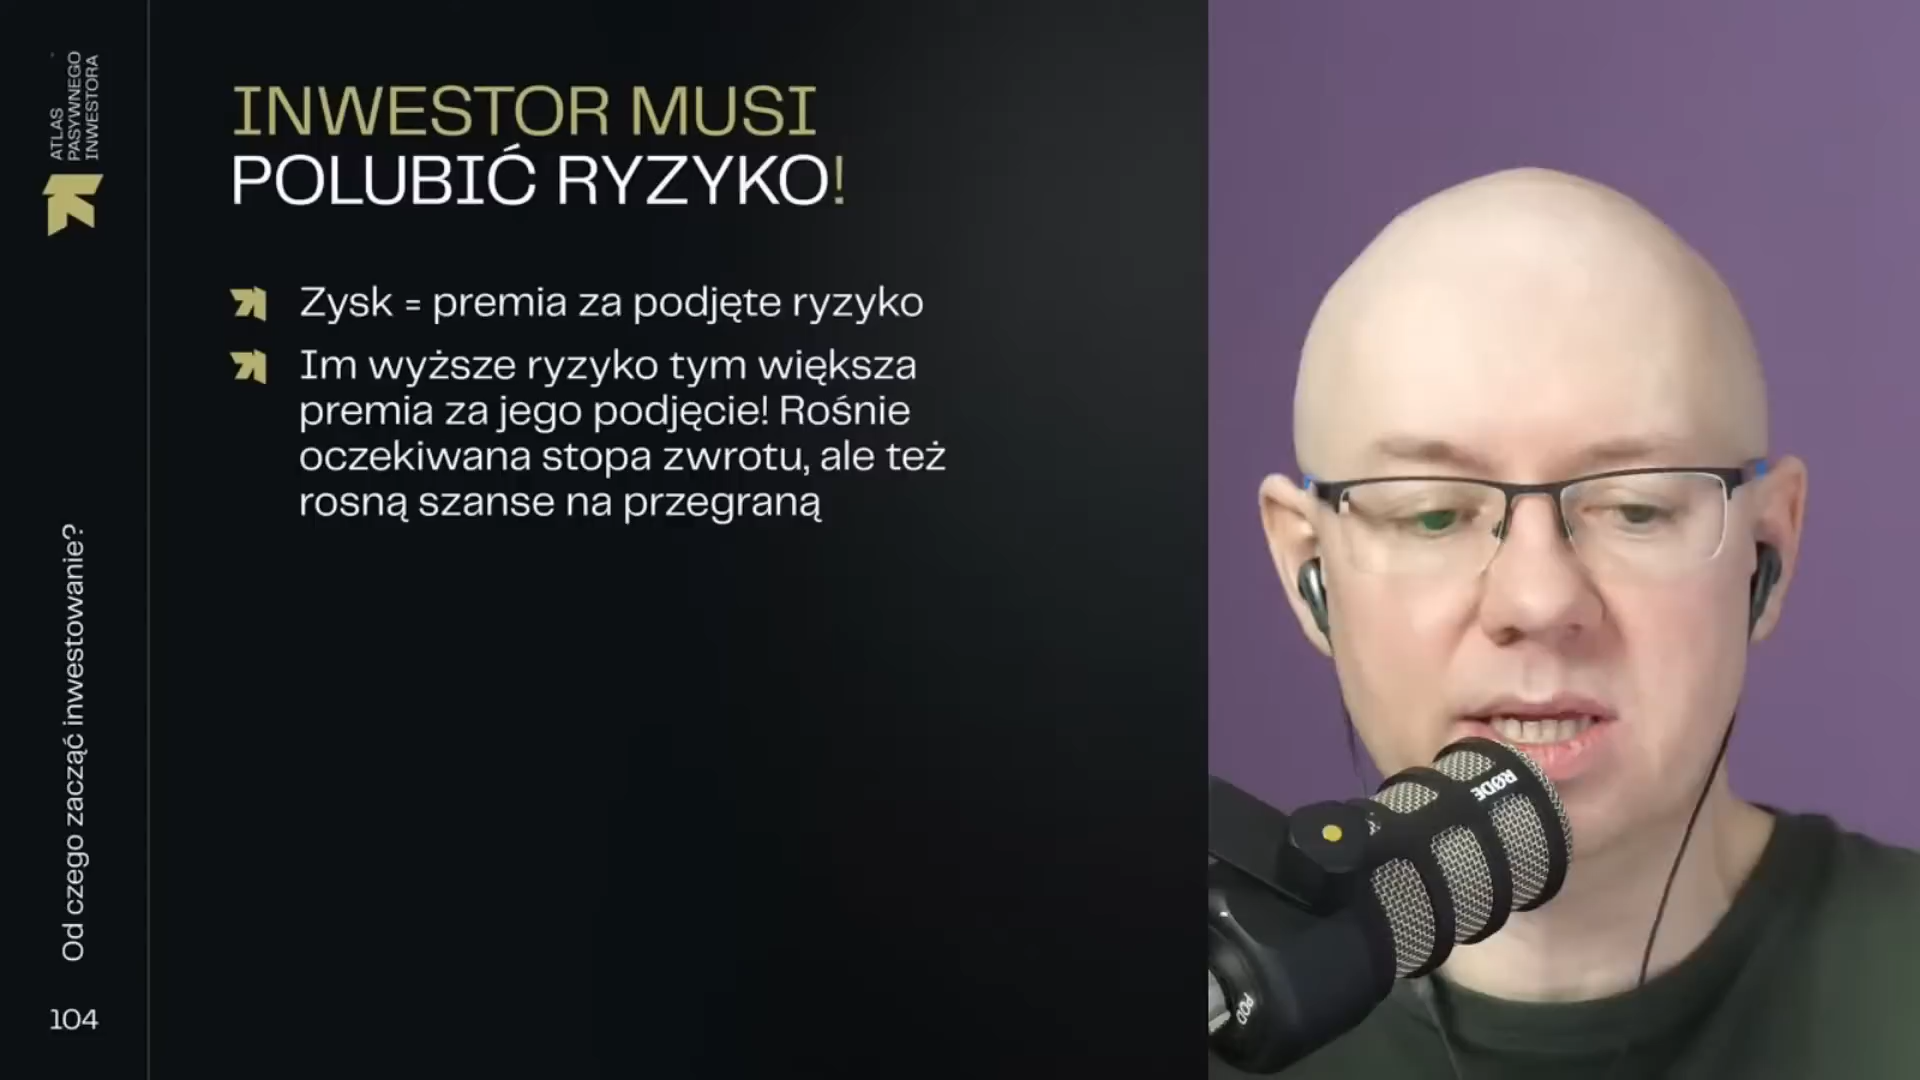 ATLAS
PASYWNEGO
INWESTORA
INWESTOR MUSI
POLUBIĆ RYZYKO!
Zysk = premia za podjęte ryzyko
Im wyższe ryzyko tym większa
premia za jego podjęcie! Rośnie
oczekiwana stopa zwrotu, ale też
rosną szanse na przegraną
Od czego zacząć inwestowanie?
104
RØDE
POD